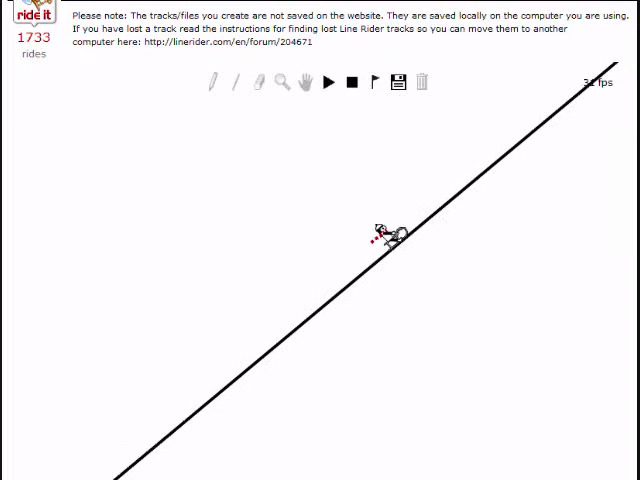 ride it
1733
rides
Please note: The tracks/files you create are not saved on the website. They are saved locally on the computer you are using.
If you have lost a track read the instructions for finding lost Line Rider tracks so you can move them to another
computer here: http://linerider.com/en/forum/204671
31 fps